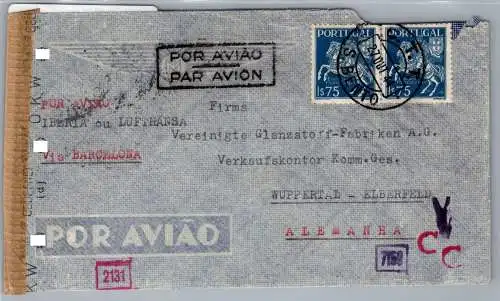 PORTUGAL
PORTUGAL
1$75
1$75
POR AVIÃO
PAR AVION
POR AVIÃO
Firma
IBERIA ou LUFTHANSA
Vereinigte Glanzstoff-Fabriken A.G.
Via BARCELONA
Verkaufskontor Komm.Ges.
WUPPERTAL - ELBERFELD
ALEMANHA
POR AVIÃO
2131
C C